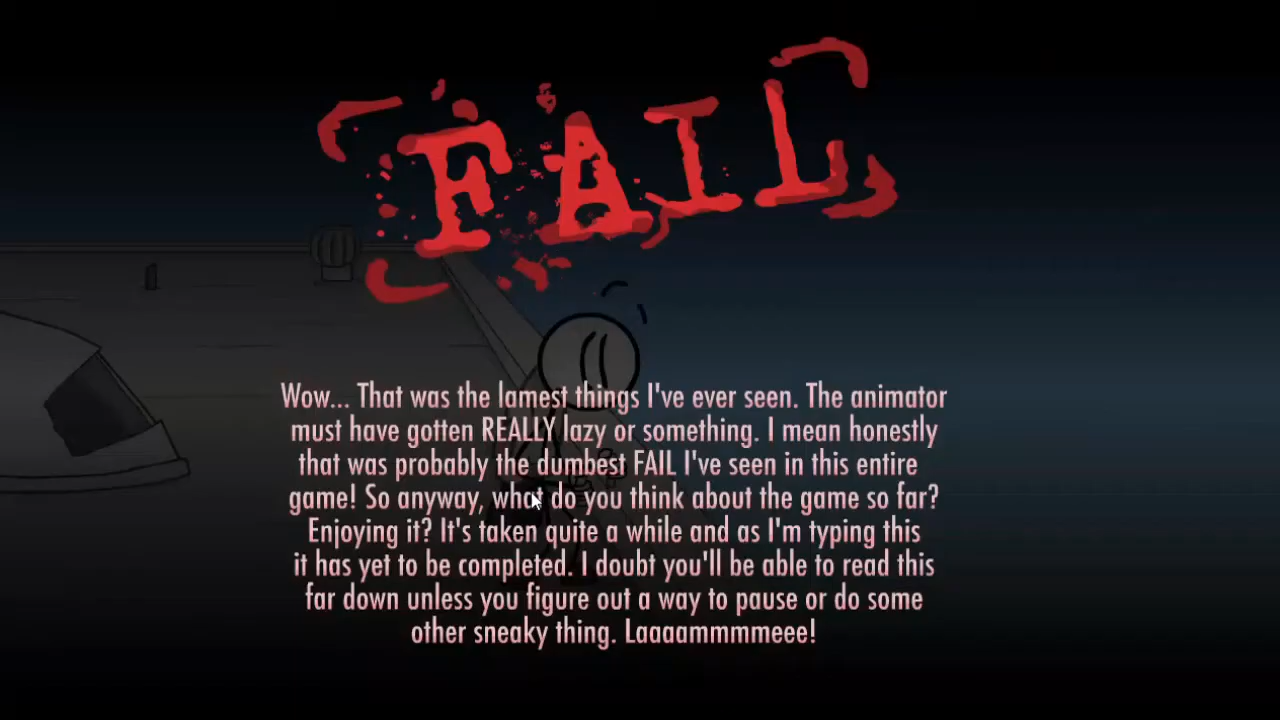 FAIL
Wow... That was the lamest things I've ever seen. The animator
must have gotten REALLY lazy or something. I mean honestly
that was probably the dumbest FAIL I've seen in this entire
game! So anyway, what do you think about the game so far?
Enjoying it? It's taken quite a while and as I'm typing this
it has yet to be completed. I doubt you'll be able to read this
far down unless you figure out a way to pause or do some
other sneaky thing. Laaaammmmeee!